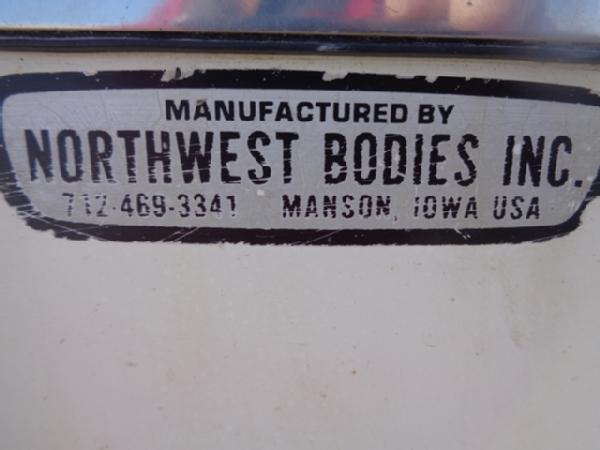 MANUFACTURED BY
NORTHWEST BODIES INC.
712-469-3341 MANSON, IOWA USA